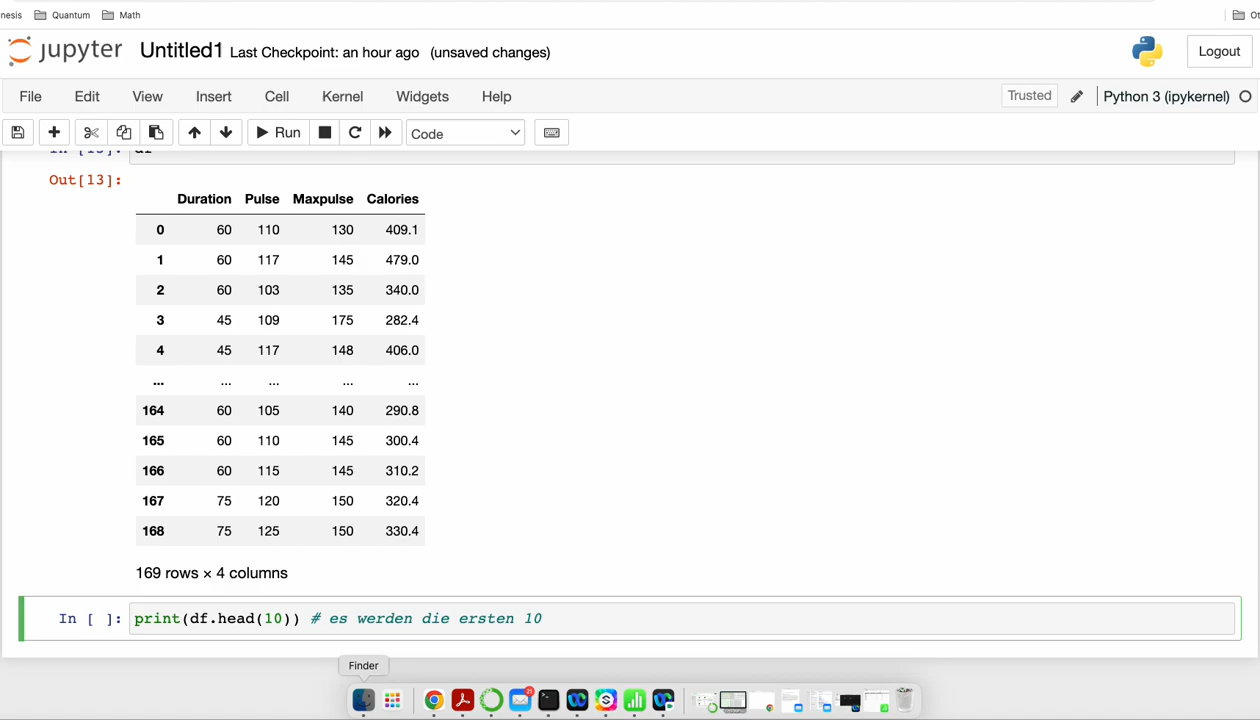 nesis Quantum Math Ot
jupyter Untitled1 Last Checkpoint: an hour ago (unsaved changes) Logout
File Edit View Insert Cell Kernel Widgets Help Trusted Python 3 (ipykernel)
Run Code
Out[13]:
Duration Pulse Maxpulse Calories
0 60 110 130 409.1
1 60 117 145 479.0
2 60 103 135 340.0
3 45 109 175 282.4
4 45 117 148 406.0
... ... ... ... ...
164 60 105 140 290.8
165 60 110 145 300.4
166 60 115 145 310.2
167 75 120 150 320.4
168 75 125 150 330.4
169 rows × 4 columns
In [ ]: print(df.head(10)) # es werden die ersten 10
Finder